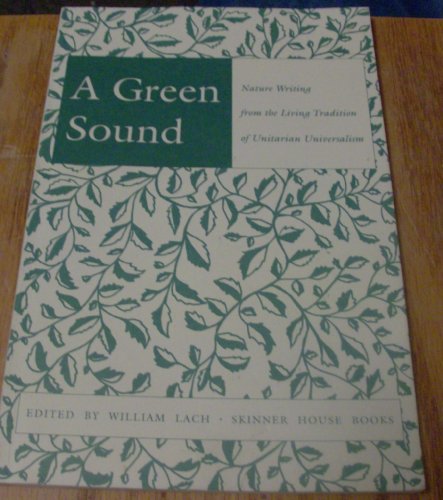 A Green
Sound
Nature Writing
from the Living Tradition
of Unitarian Universalism
EDITED BY WILLIAM LACH · SKINNER HOUSE BOOKS